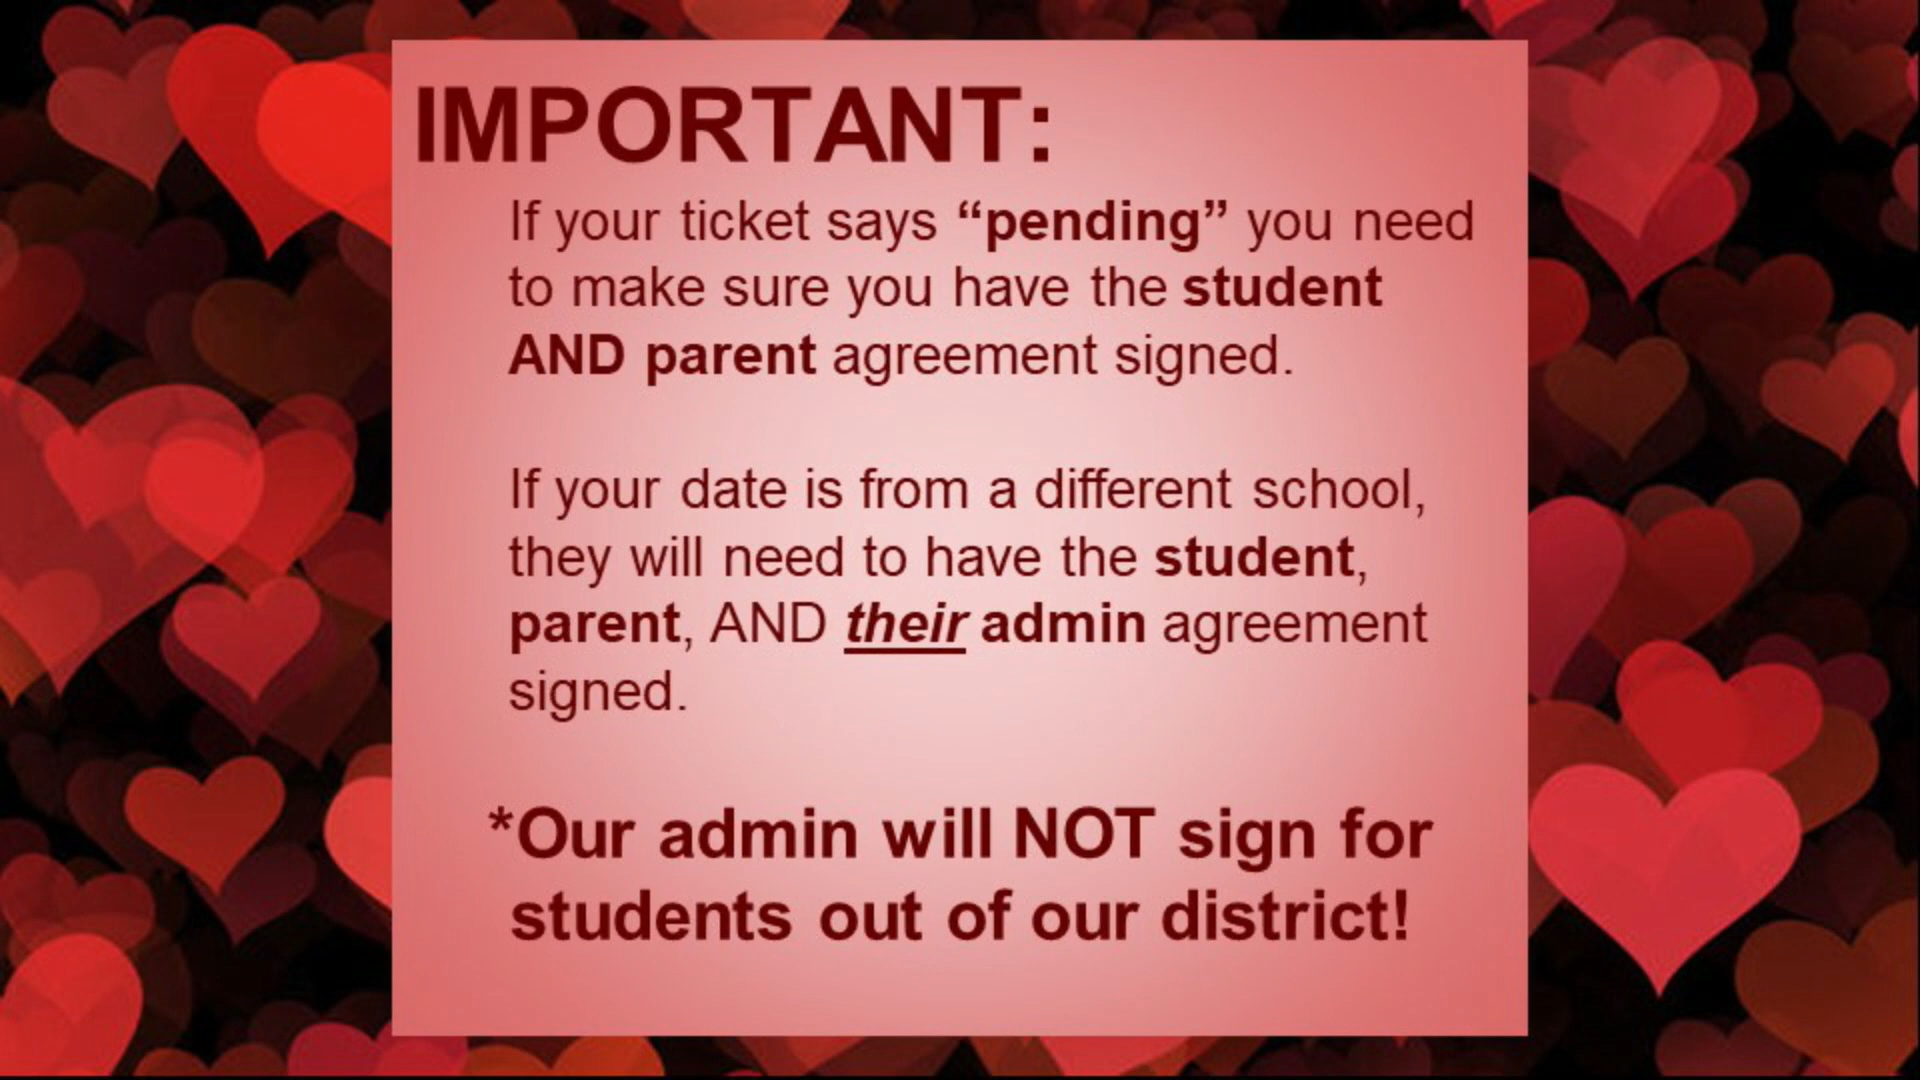 IMPORTANT:
If your ticket says “pending” you need
to make sure you have the student
AND parent agreement signed.
If your date is from a different school,
they will need to have the student,
parent, AND their admin agreement
signed.
*Our admin will NOT sign for
students out of our district!